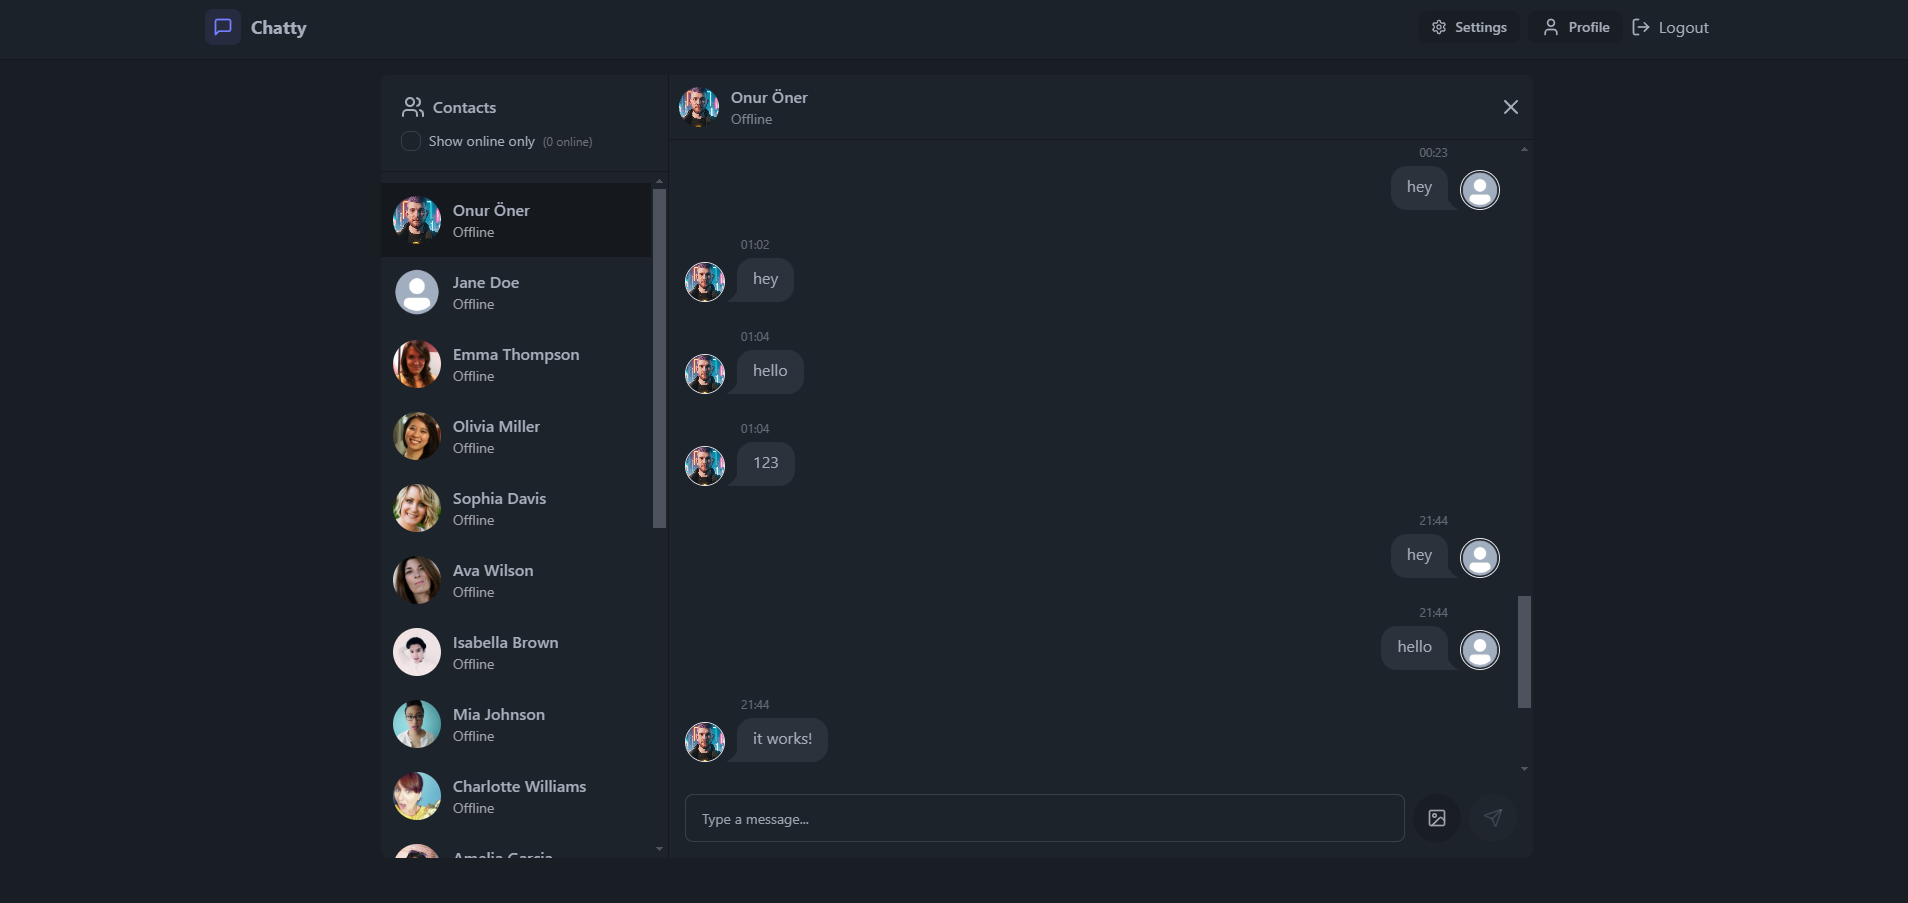 Chatty
Settings
Profile
Logout
Contacts
Show online only (0 online)
Onur Öner
Offline
Jane Doe
Offline
Emma Thompson
Offline
Olivia Miller
Offline
Sophia Davis
Offline
Ava Wilson
Offline
Isabella Brown
Offline
Mia Johnson
Offline
Charlotte Williams
Offline
Amelia Garcia
Onur Öner
Offline
00:23
hey
01:02
hey
01:04
hello
01:04
123
21:44
hey
21:44
hello
21:44
it works!
Type a message...